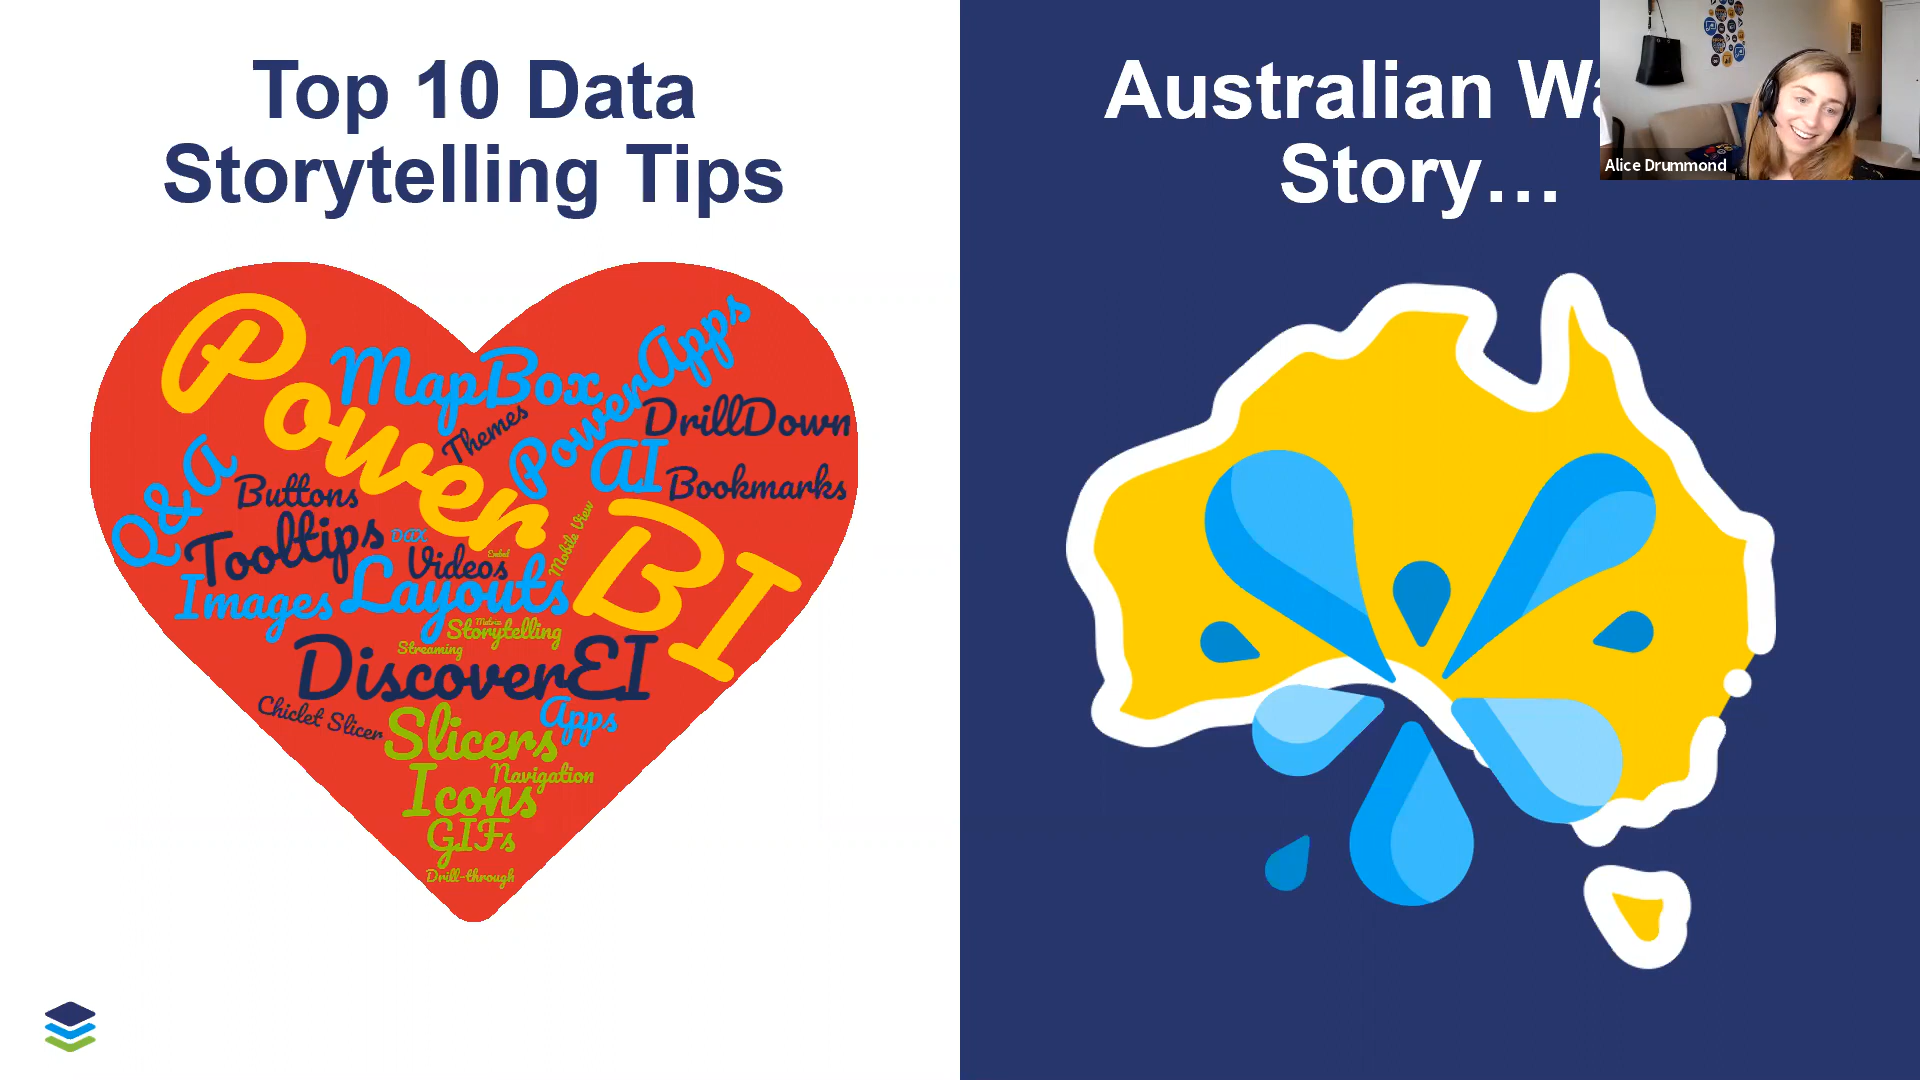 Top 10 Data
Storytelling Tips
Australian Wa
Story…
Alice Drummond
Power BI
MapBox
PowerApps
Themes
DrillDown
AI
Bookmarks
Q&A
Buttons
Tooltips
DAX
Videos
Embed
Mobile View
Images
Layouts
Metrics
Storytelling
Streaming
DiscoverEI
Chiclet Slicer
Apps
Slicers
Navigation
Icons
GIFs
Drill-through